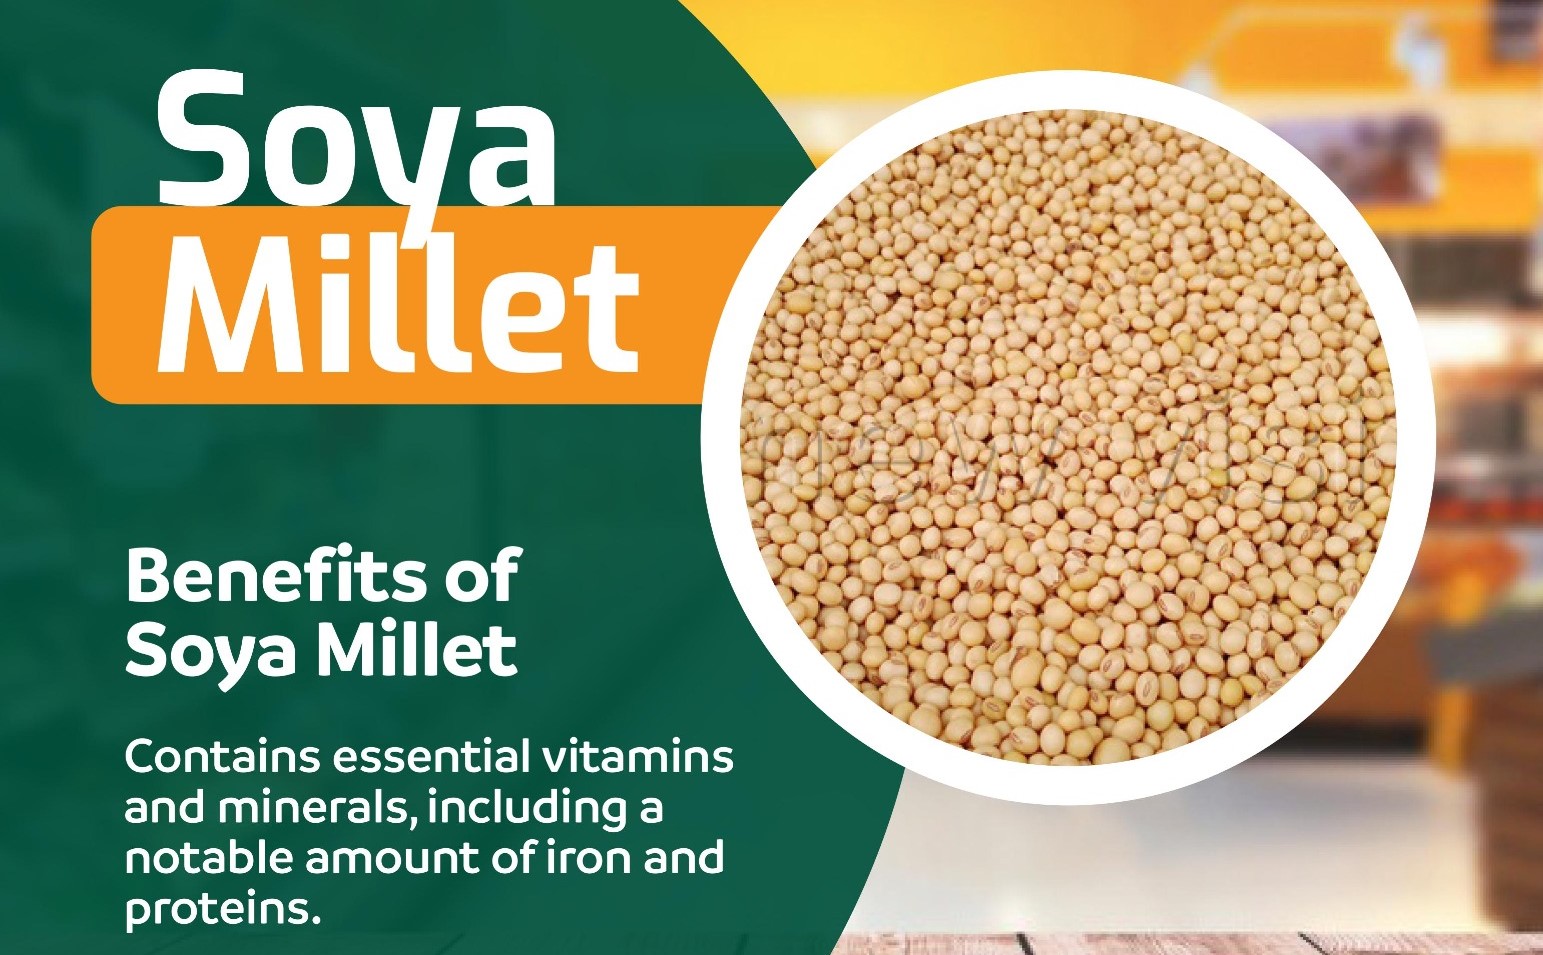 Soya
Millet
Benefits of
Soya Millet
Contains essential vitamins
and minerals, including a
notable amount of iron and
proteins.